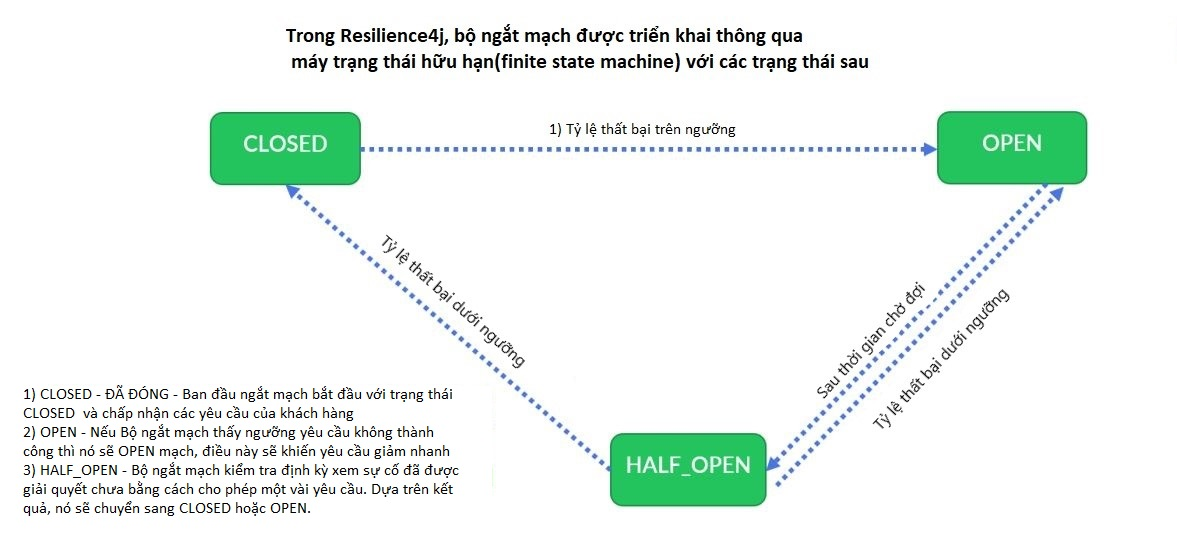 Trong Resilience4j, bộ ngắt mạch được triển khai thông qua
máy trạng thái hữu hạn(finite state machine) với các trạng thái sau
CLOSED
1) Tỷ lệ thất bại trên ngưỡng
OPEN
Tỷ lệ thất bại dưới ngưỡng
Sau thời gian chờ đợi
Tỷ lệ thất bại dưới ngưỡng
HALF_OPEN
1) CLOSED - ĐÃ ĐÓNG - Ban đầu ngắt mạch bắt đầu với trạng thái
CLOSED và chấp nhận các yêu cầu của khách hàng
2) OPEN - Nếu Bộ ngắt mạch thấy ngưỡng yêu cầu không thành
công thì nó sẽ OPEN mạch, điều này sẽ khiến yêu cầu giảm nhanh
3) HALF_OPEN - Bộ ngắt mạch kiểm tra định kỳ xem sự cố đã được
giải quyết chưa bằng cách cho phép một vài yêu cầu. Dựa trên kết
quả, nó sẽ chuyển sang CLOSED hoặc OPEN.